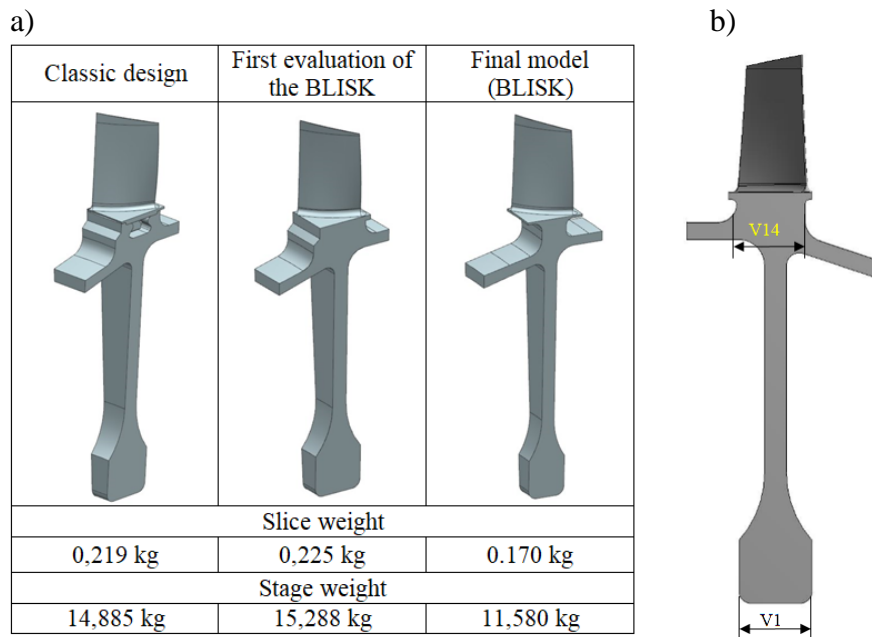 a)
b)
Classic design
First evaluation of
the BLISK
Final model
(BLISK)
V14
Slice weight
0,219 kg
0,225 kg
0.170 kg
Stage weight
14,885 kg
15,288 kg
11,580 kg
V1